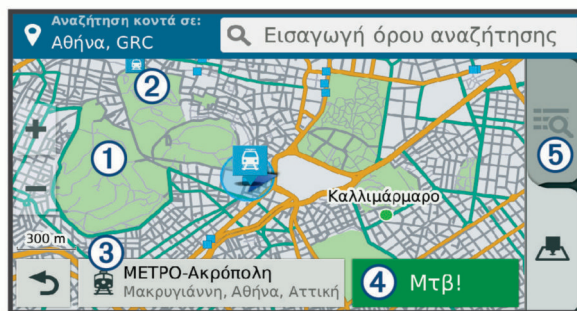 Αναζήτηση κοντά σε:
Αθήνα, GRC
Εισαγωγή όρου αναζήτησης
2
1
5
+
−
Καλλιμάρμαρο
300 m
3
ΜΕΤΡΟ-Ακρόπολη
Μακρυγιάννη, Αθήνα, Αττική
4 Μτβ!